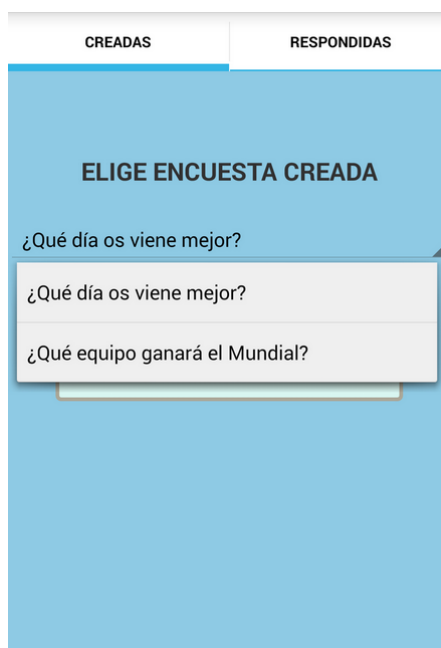 CREADAS
RESPONDIDAS
ELIGE ENCUESTA CREADA
¿Qué día os viene mejor?
¿Qué día os viene mejor?
¿Qué equipo ganará el Mundial?